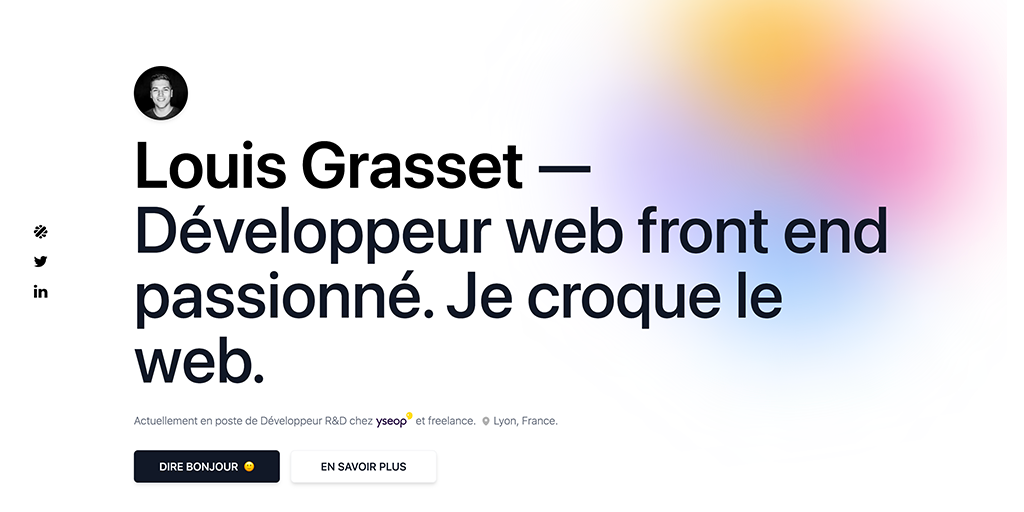 Louis Grasset —
Développeur web front end
passionné. Je croque le
web.
Actuellement en poste de Développeur R&D chez yseop et freelance. Lyon, France.
DIRE BONJOUR
EN SAVOIR PLUS
in